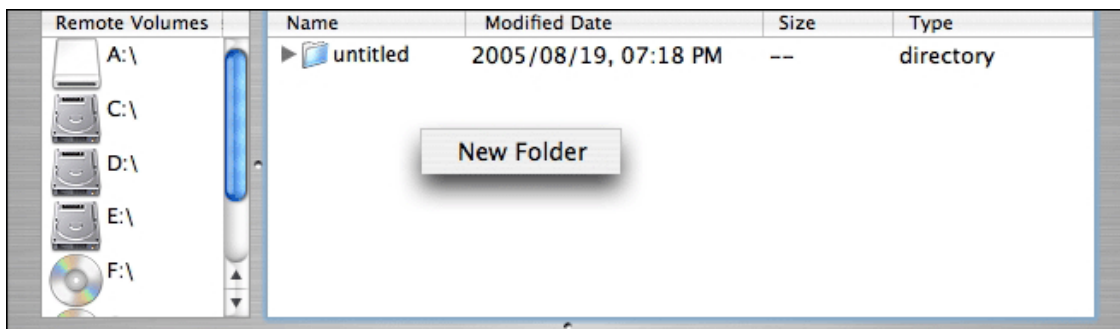 Remote Volumes
A:\
C:\
D:\
E:\
F:\
Name Modified Date Size Type
untitled 2005/08/19, 07:18 PM -- directory
New Folder